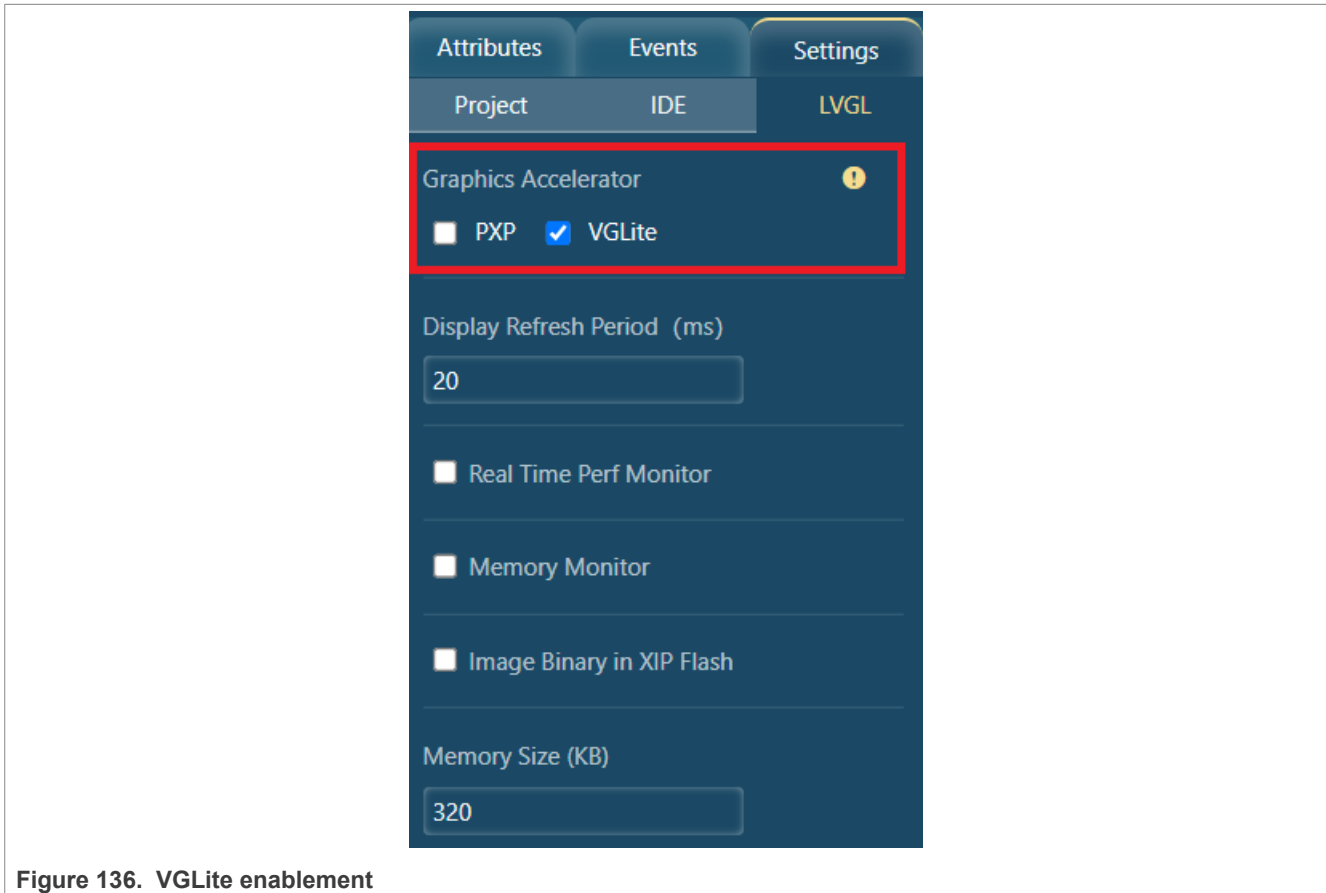 Attributes Events Settings
Project IDE LVGL
Graphics Accelerator
PXP VGLite
Display Refresh Period (ms)
20
Real Time Perf Monitor
Memory Monitor
Image Binary in XIP Flash
Memory Size (KB)
320
Figure 136. VGLite enablement